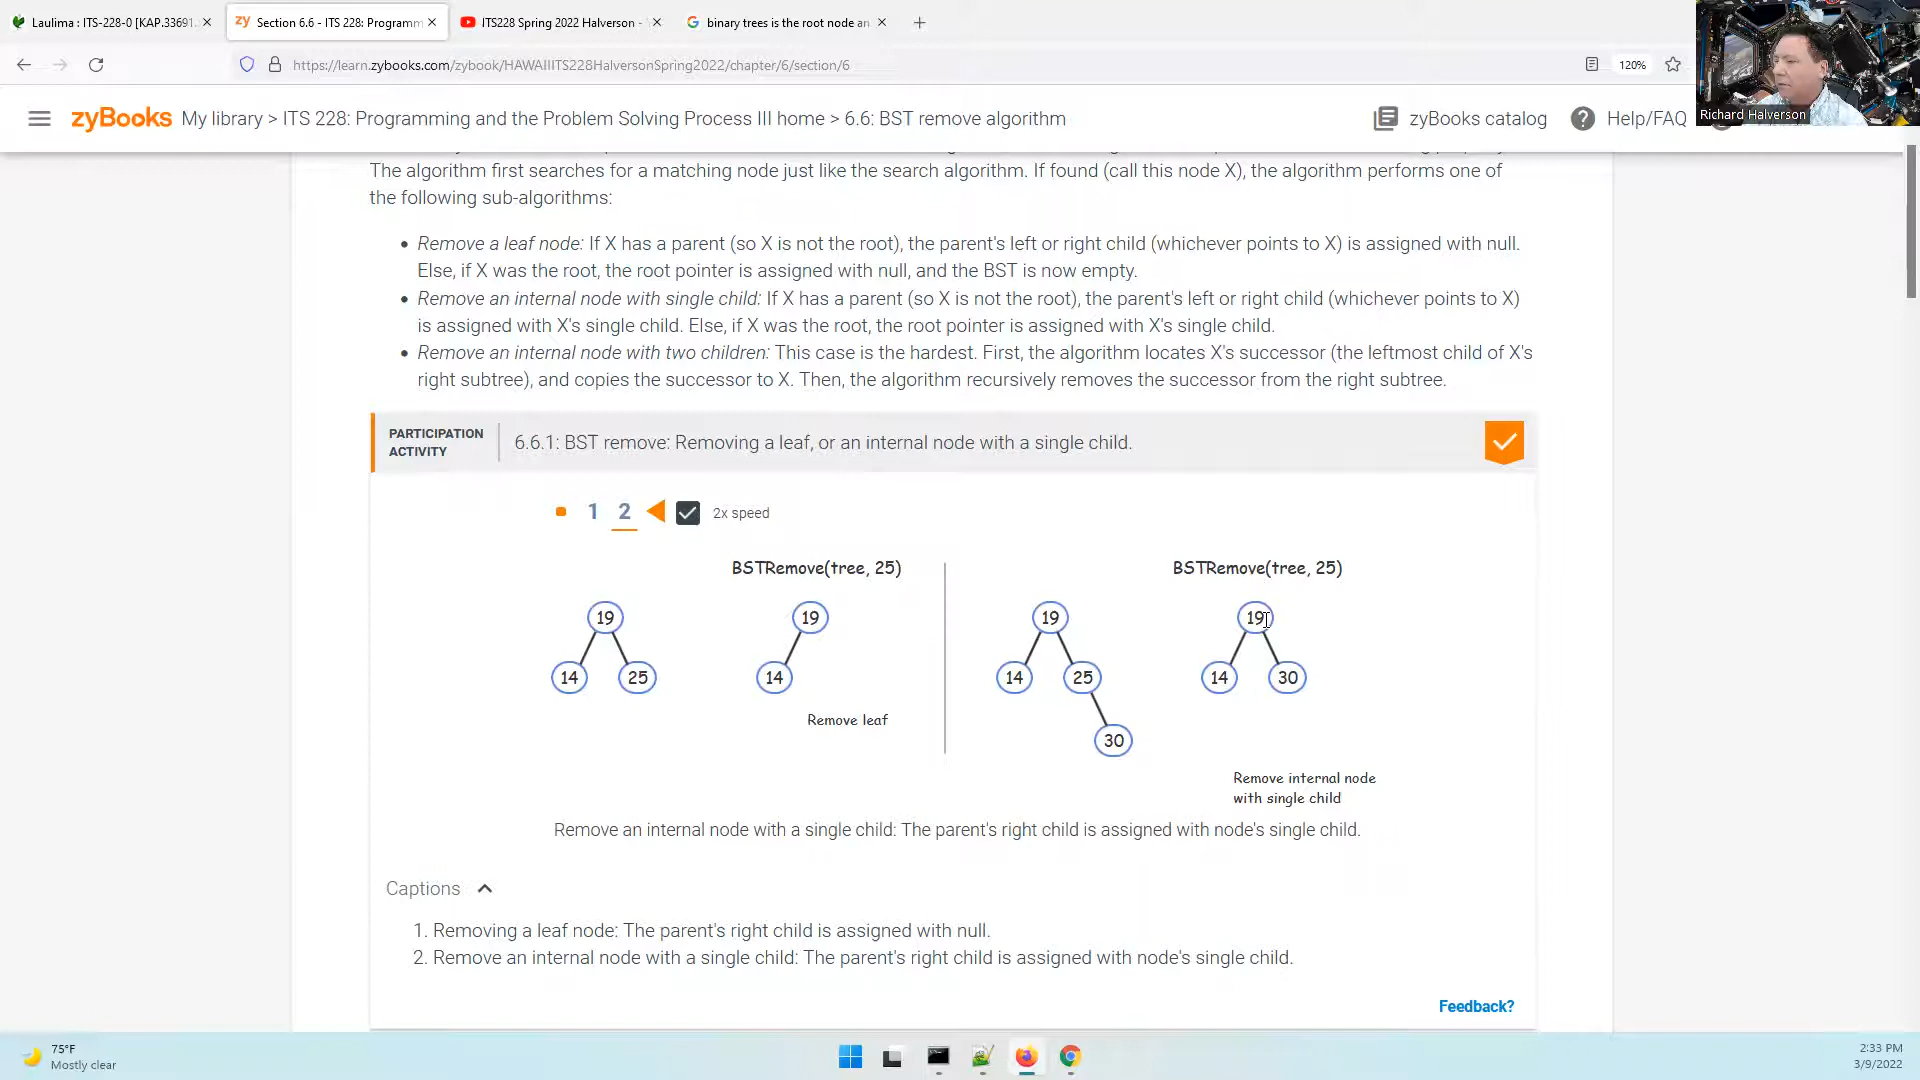 Laulima : ITS-228-0 [KAP.33691.
Section 6.6 - ITS 228: Programm
ITS228 Spring 2022 Halverson -
binary trees is the root node an
https://learn.zybooks.com/zybook/HAWAIIITS228HalversonSpring2022/chapter/6/section/6
120%
Richard Halverson
zyBooks My library > ITS 228: Programming and the Problem Solving Process III home > 6.6: BST remove algorithm
zyBooks catalog
Help/FAQ
The algorithm first searches for a matching node just like the search algorithm. If found (call this node X), the algorithm performs one of
the following sub-algorithms:
Remove a leaf node: If X has a parent (so X is not the root), the parent's left or right child (whichever points to X) is assigned with null.
Else, if X was the root, the root pointer is assigned with null, and the BST is now empty.
Remove an internal node with single child: If X has a parent (so X is not the root), the parent's left or right child (whichever points to X)
is assigned with X's single child. Else, if X was the root, the root pointer is assigned with X's single child.
Remove an internal node with two children: This case is the hardest. First, the algorithm locates X's successor (the leftmost child of X's
right subtree), and copies the successor to X. Then, the algorithm recursively removes the successor from the right subtree.
PARTICIPATION
ACTIVITY
6.6.1: BST remove: Removing a leaf, or an internal node with a single child.
1 2 2x speed
BSTRemove(tree, 25)
BSTRemove(tree, 25)
19 19 19 19
14 25 14 14 25 14 30
Remove leaf
30
Remove internal node
with single child
Remove an internal node with a single child: The parent's right child is assigned with node's single child.
Captions
1. Removing a leaf node: The parent's right child is assigned with null.
2. Remove an internal node with a single child: The parent's right child is assigned with node's single child.
Feedback?
75°F
Mostly clear
2:33 PM
3/9/2022